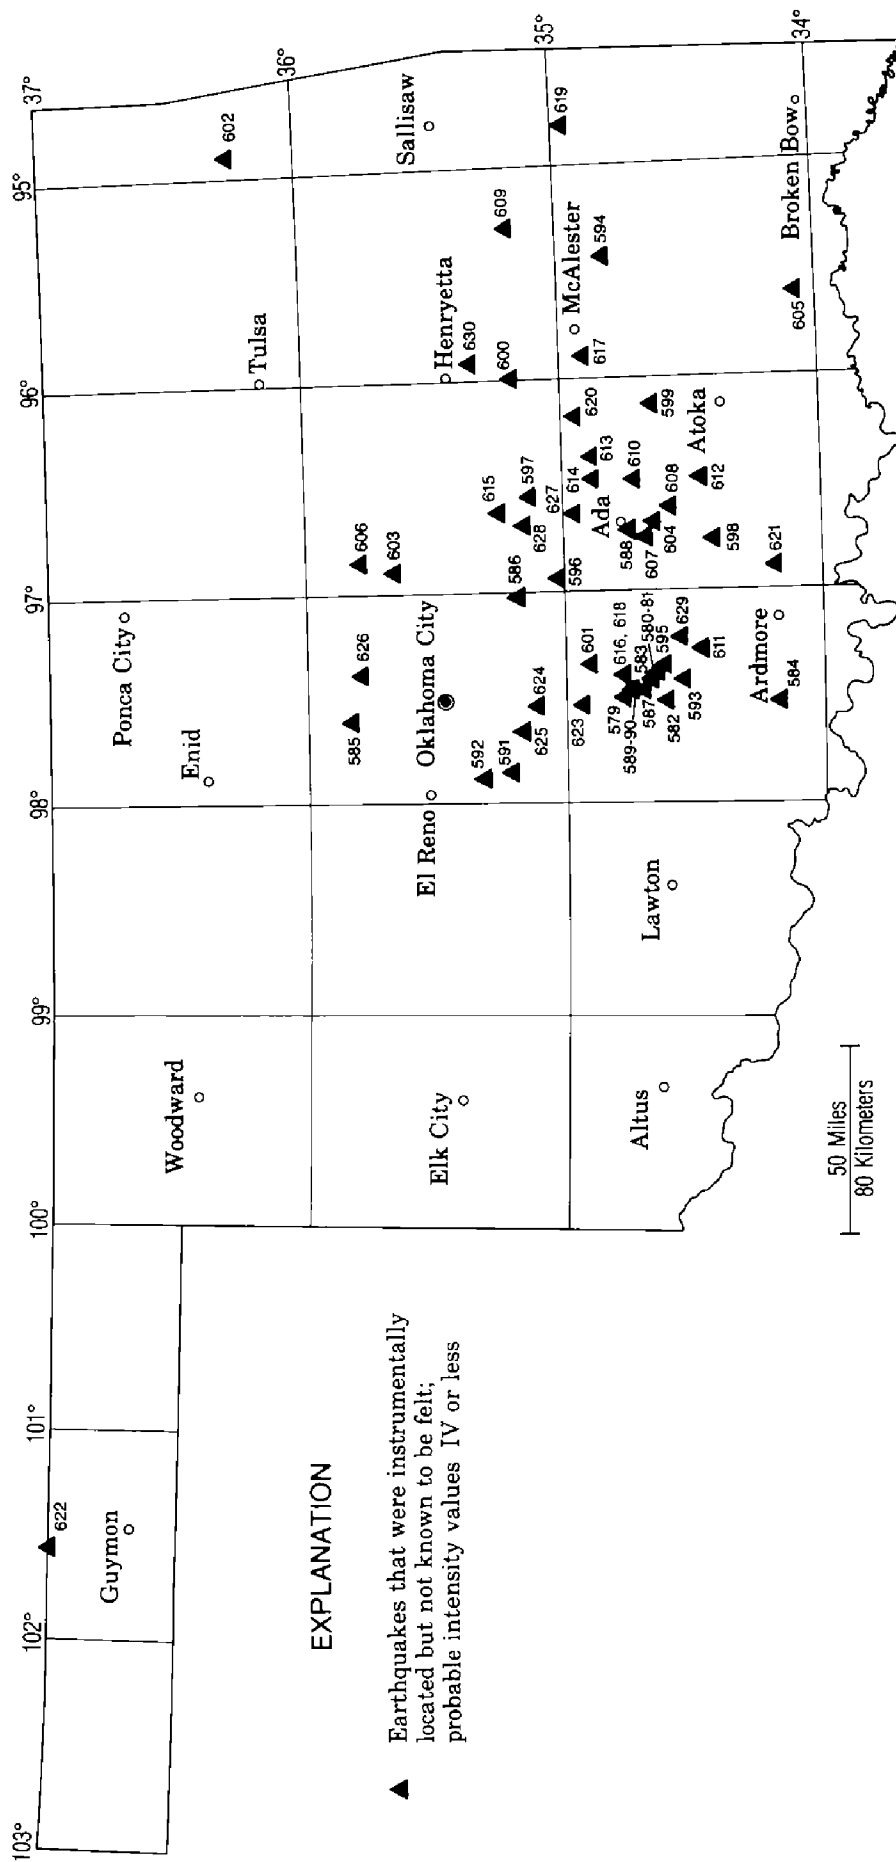 103°
102°
101°
100°
99°
98°
97°
96°
95°
37°
36°
35°
34°
622
Guymon
Woodward
Enid
Ponca City
Tulsa
602
585
626
606
603
El Reno
Oklahoma City
Henryetta
630
Sallisaw
Elk City
592
591
625
624
586
615
628
597
600
609
627
596
620
McAlester
617
594
619
623
601
614
613
616, 618
579
583
580-81
589-90
587
595
582
593
629
611
Ada
588
607
604
608
610
599
612
598
Atoka
Altus
Lawton
Ardmore
584
621
605
Broken Bow
EXPLANATION
Earthquakes that were instrumentally
located but not known to be felt;
probable intensity values IV or less
50 Miles
80 Kilometers